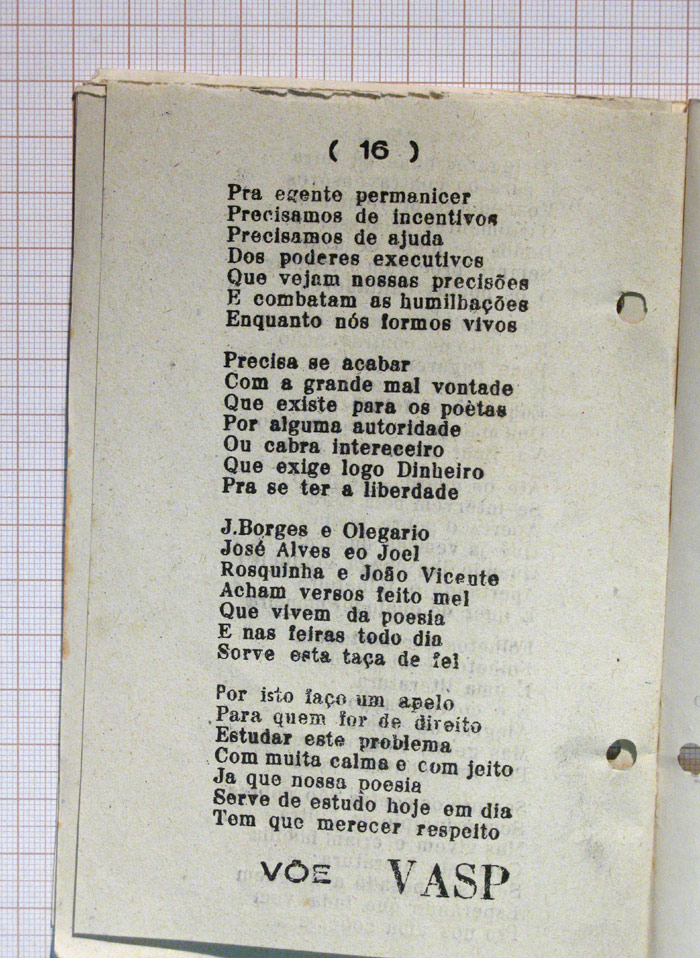 ( 16 )
Pra egente permanicer
Precisamos de incentivos
Precisamos de ajuda
Dos poderes executivos
Que vejam nossas precisões
E combatam as humilhações
Enquanto nós formos vivos
Precisa se acabar
Com a grande mal vontade
Que existe para os poètas
Por alguma autoridade
Ou cabra intereceiro
Que exige logo Dinheiro
Pra se ter a liberdade
J.Borges e Olegario
José Alves eo Joel
Rosquinha e João Vicente
Acham versos feito mel
Que vivem da poesia
E nas feiras todo dia
Sorve esta taça de fel
Por isto faço um apelo
Para quem for de direito
Estudar este problema
Com muita calma e com jeito
Ja que nossa poesia
Serve de estudo hoje em dia
Tem que merecer respeito
VÔE VASP